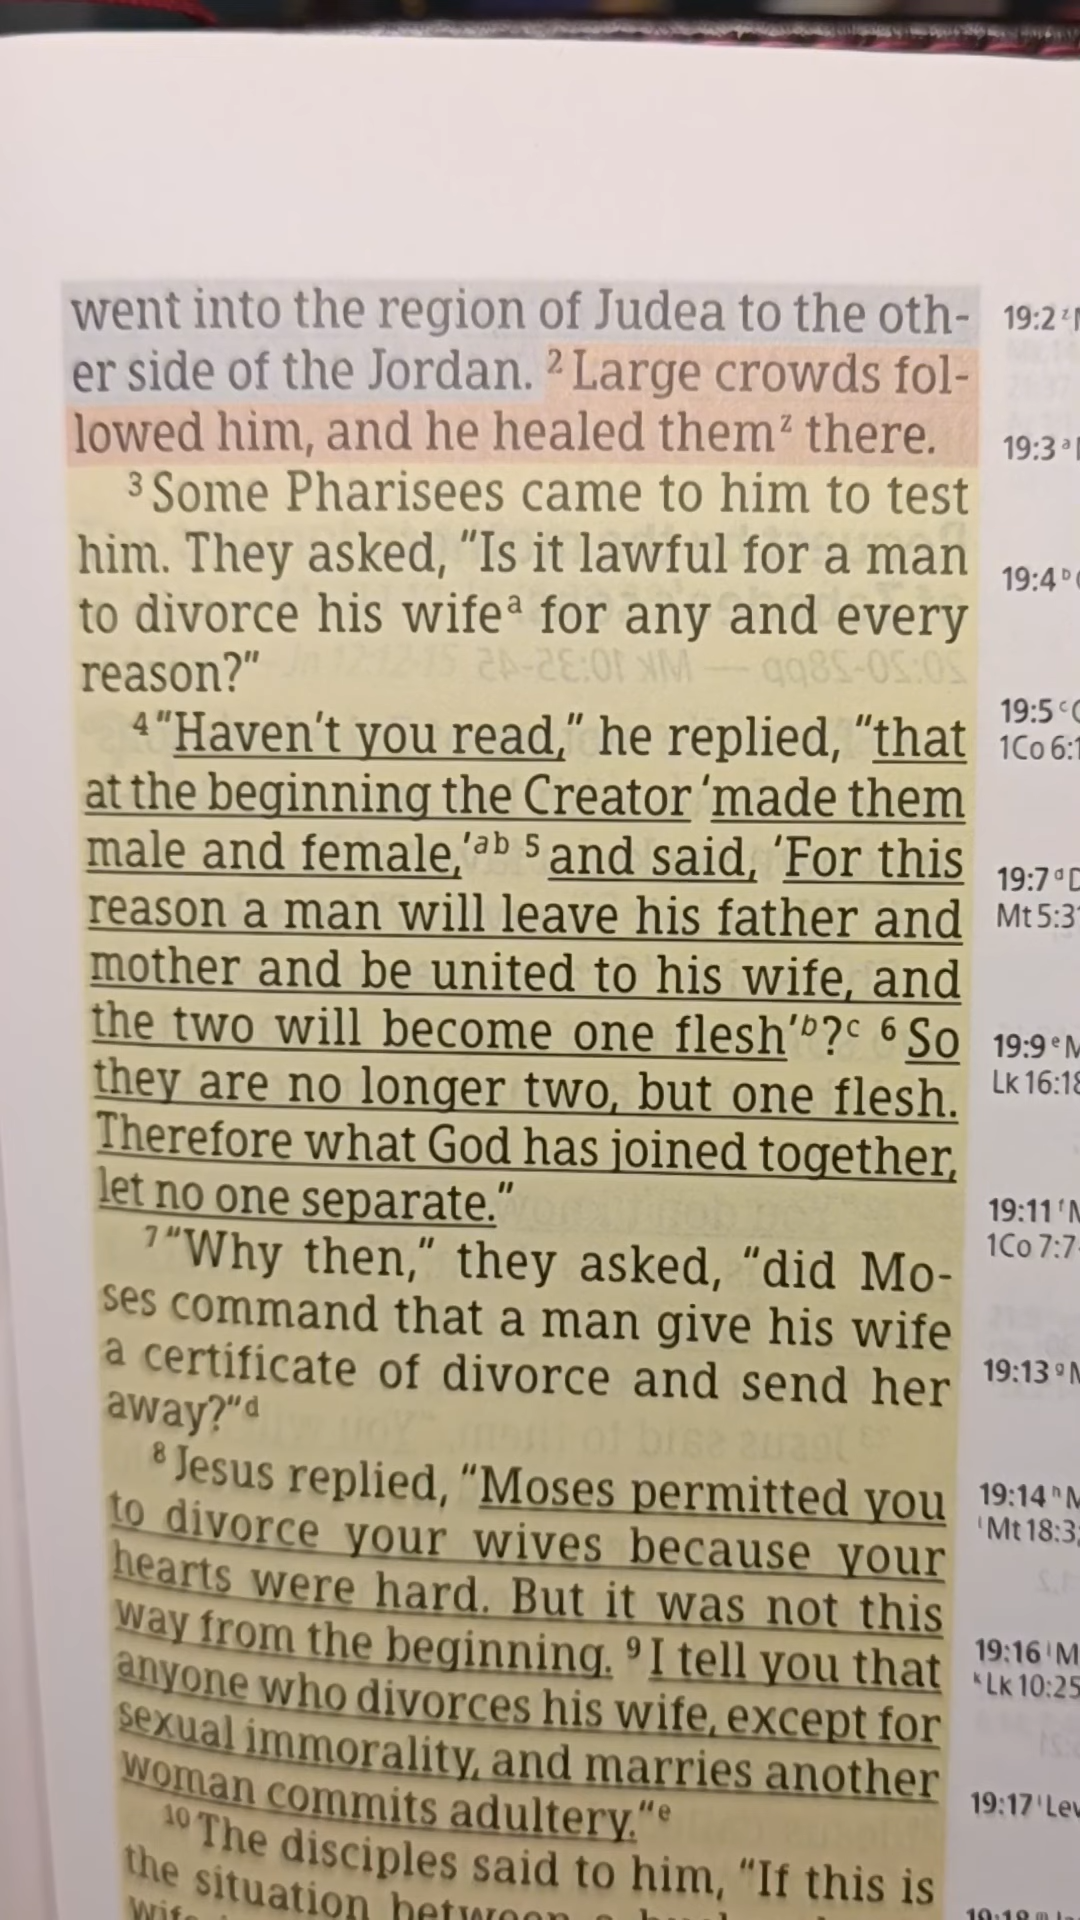 went into the region of Judea to the oth-
er side of the Jordan. ² Large crowds fol-
lowed him, and he healed themᶻ there.
³ Some Pharisees came to him to test
him. They asked, “Is it lawful for a man
to divorce his wifeᵃ for any and every
reason?”
⁴ “Haven’t you read,” he replied, “that
at the beginning the Creator ‘made them
male and female,’ᵃᵇ ⁵ and said, ‘For this
reason a man will leave his father and
mother and be united to his wife, and
the two will become one flesh’ᵇ?ᶜ ⁶ So
they are no longer two, but one flesh.
Therefore what God has joined together,
let no one separate.”
⁷ “Why then,” they asked, “did Mo-
ses command that a man give his wife
a certificate of divorce and send her
away?”ᵈ
⁸ Jesus replied, “Moses permitted you
to divorce your wives because your
hearts were hard. But it was not this
way from the beginning. ⁹ I tell you that
anyone who divorces his wife, except for
sexual immorality, and marries another
woman commits adultery.”ᵉ
¹⁰ The disciples said to him, “If this is
the situation between a
19:2 ᶻ
19:3 ᵃ
19:4 ᵇ
19:5 ᶜ
1Co 6:1
19:7 ᵈ D
Mt 5:3
19:9 ᵉ M
Lk 16:18
19:11 ᶠ
1Co 7:7
19:13 ᵍ
19:14 ʰ M
ⁱ Mt 18:3
19:16 ʲ M
ᵏ Lk 10:25
19:17 ˡ Lev